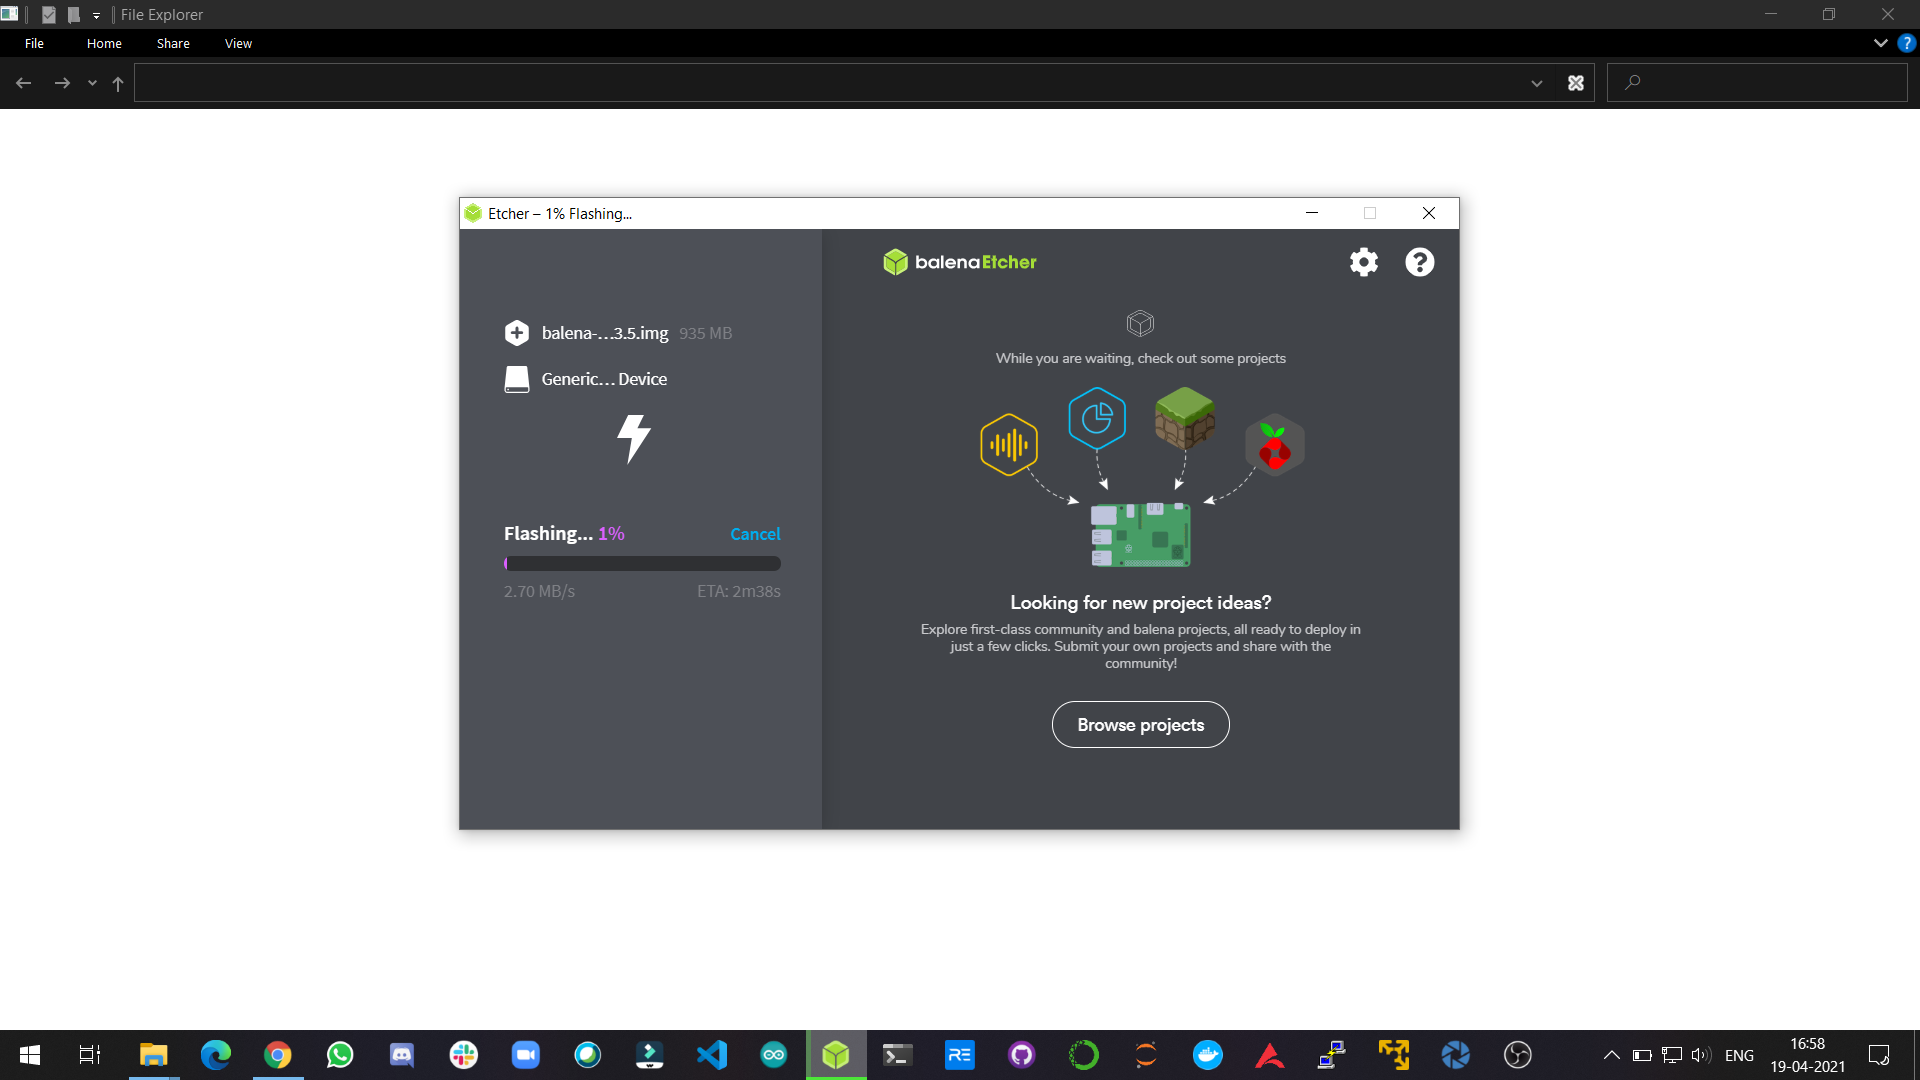 File Explorer
File Home Share View
Etcher – 1% Flashing...
balenaEtcher
balena-...3.5.img 935 MB
Generic... Device
Flashing... 1% Cancel
2.70 MB/s ETA: 2m38s
While you are waiting, check out some projects
Looking for new project ideas?
Explore first-class community and balena projects, all ready to deploy in
just a few clicks. Submit your own projects and share with the
community!
Browse projects
RE
ENG
16:58
19-04-2021